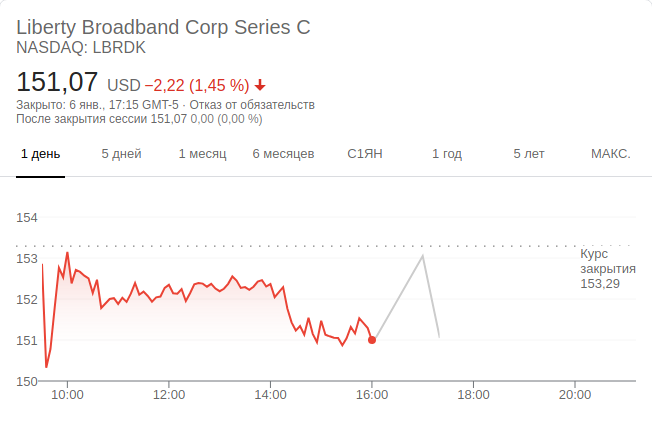 Liberty Broadband Corp Series C
NASDAQ: LBRDK
151,07 USD −2,22 (1,45 %)
Закрыто: 6 янв., 17:15 GMT-5 · Отказ от обязательств
После закрытия сессии 151,07 0,00 (0,00 %)
1 день 5 дней 1 месяц 6 месяцев С1ЯН 1 год 5 лет МАКС.
154
153
152
151
150
Курс
закрытия
153,29
10:00 12:00 14:00 16:00 18:00 20:00